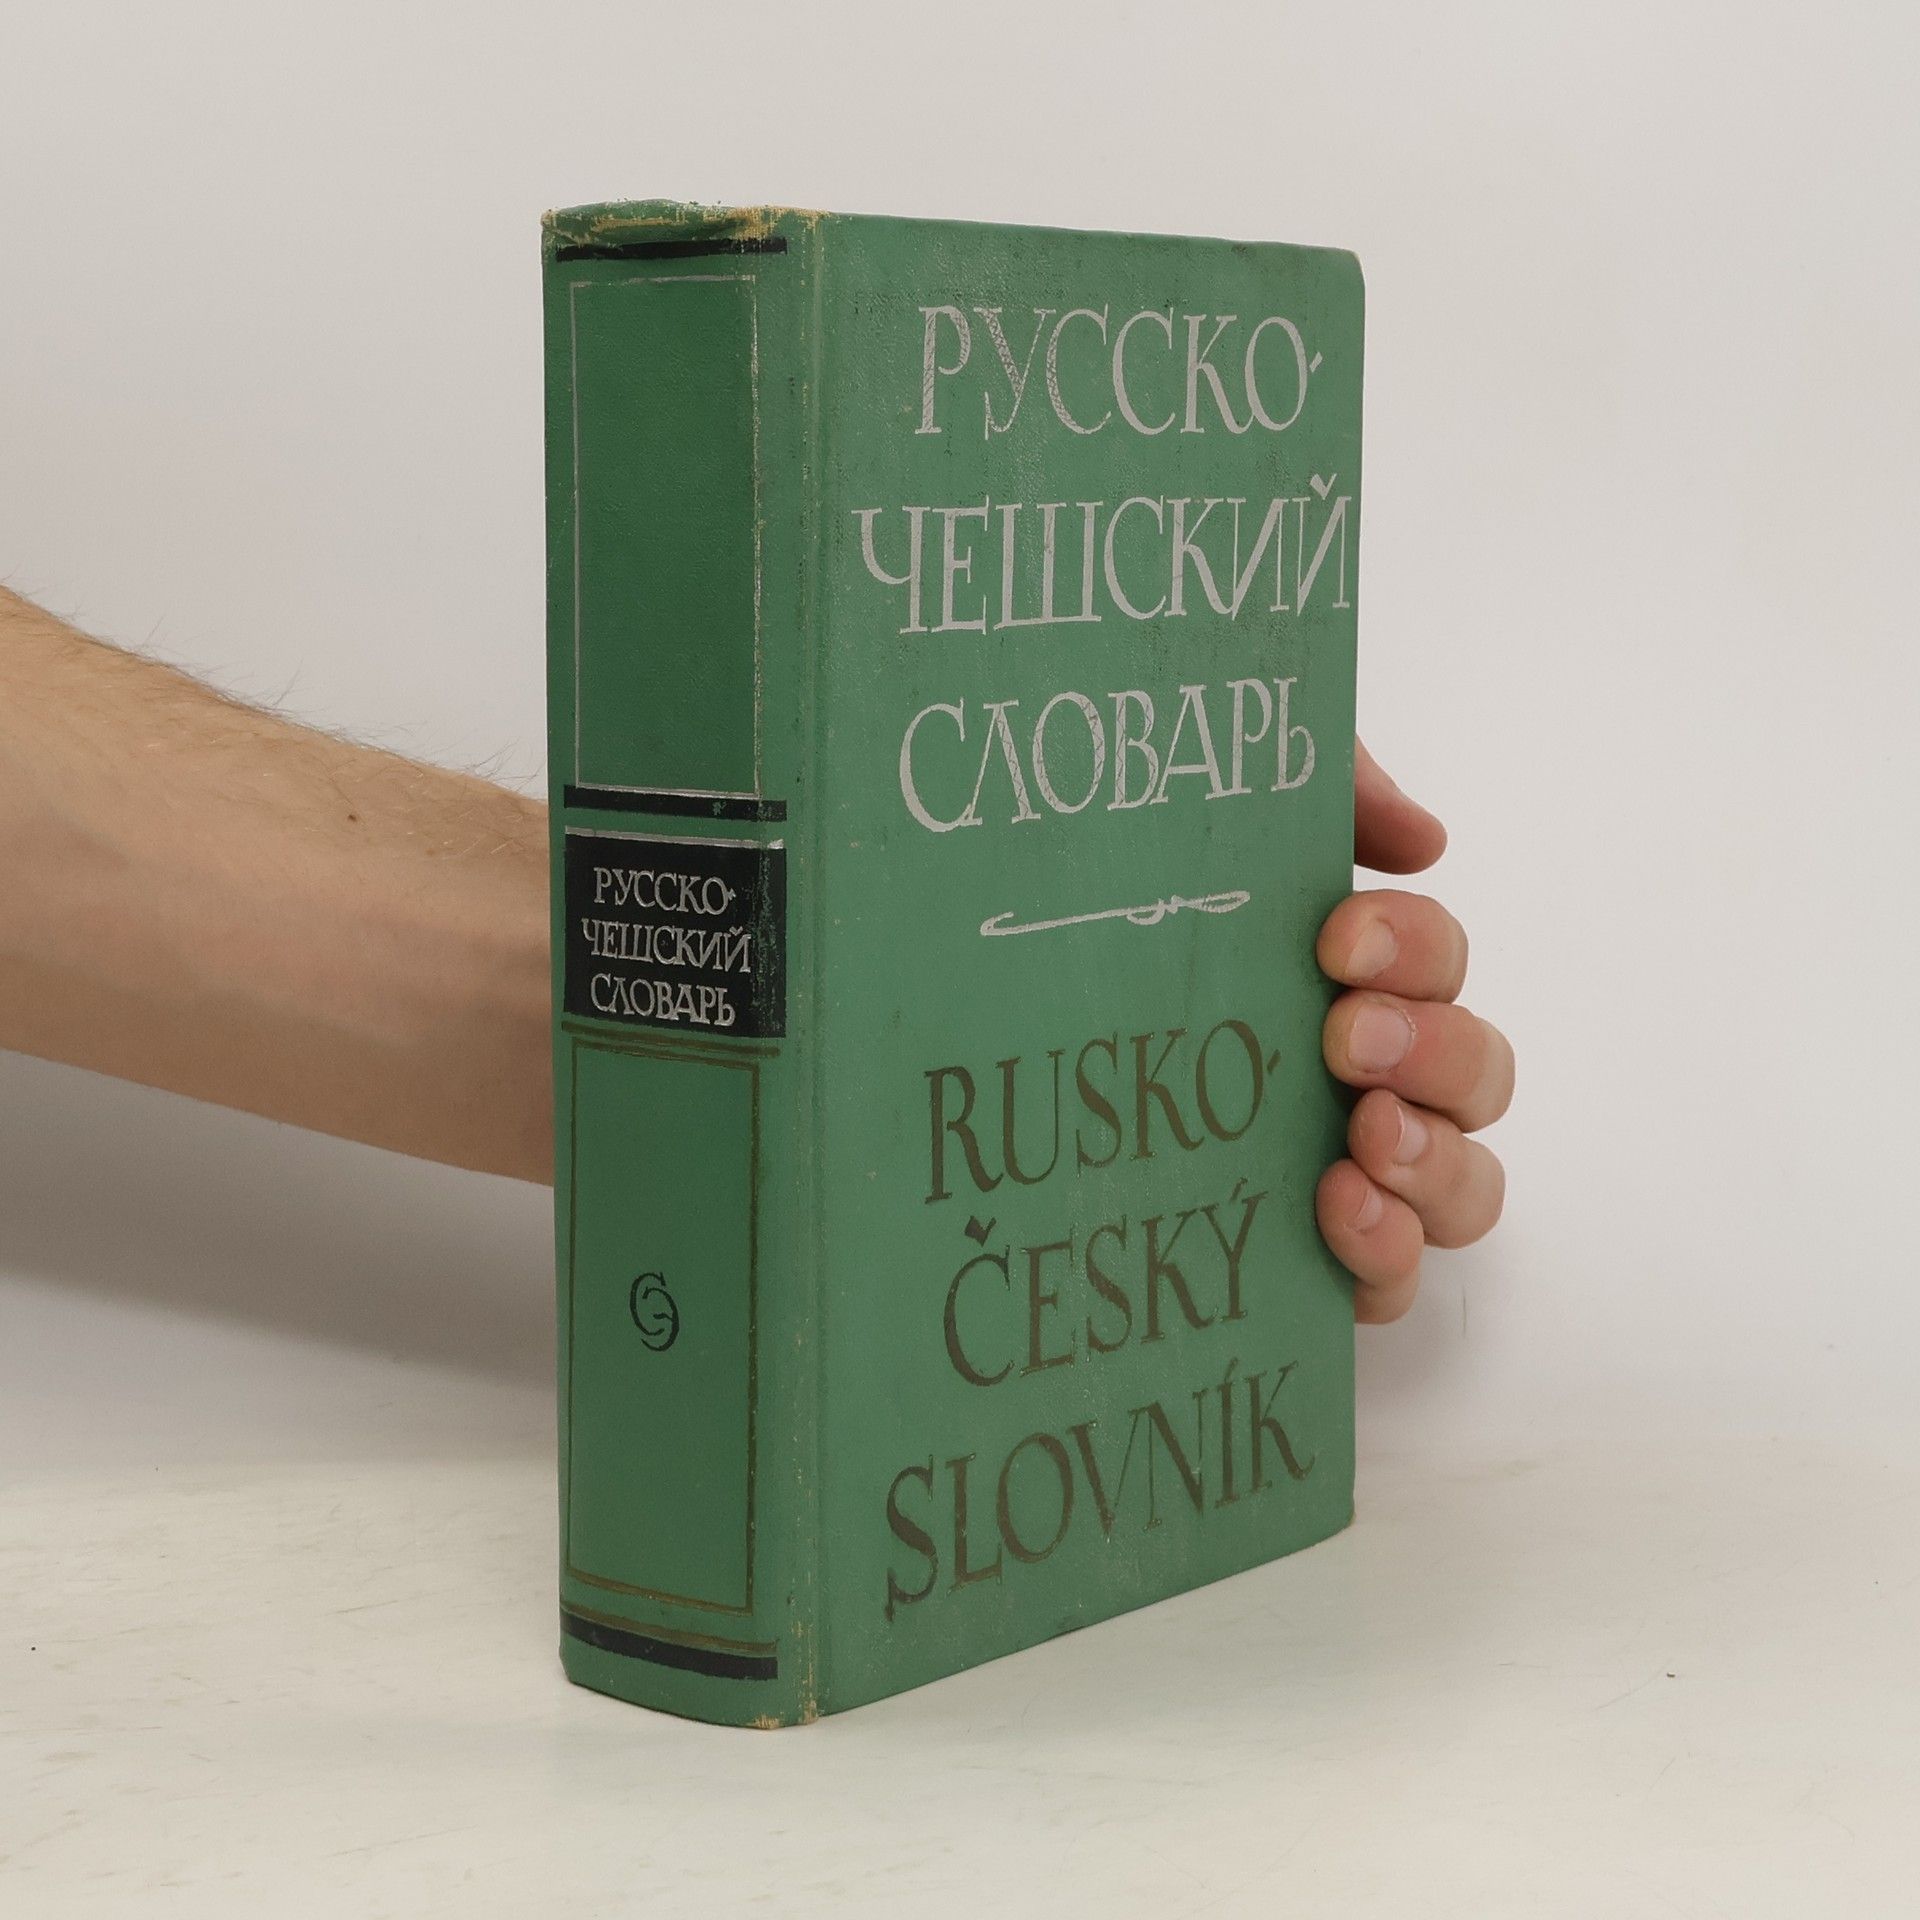 РУССКО-
ЧЕШСКИЙ
СЛОВАРЬ
РУССКО-
ЧЕШСКИЙ
СЛОВАРЬ
RUSKO-
ČESKÝ
SLOVNÍK